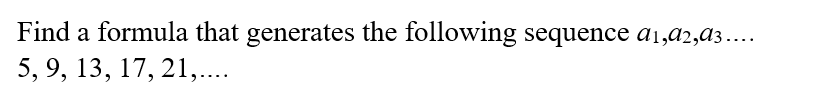 Find a formula that generates the following sequence a₁,a₂,a₃....
5, 9, 13, 17, 21,....